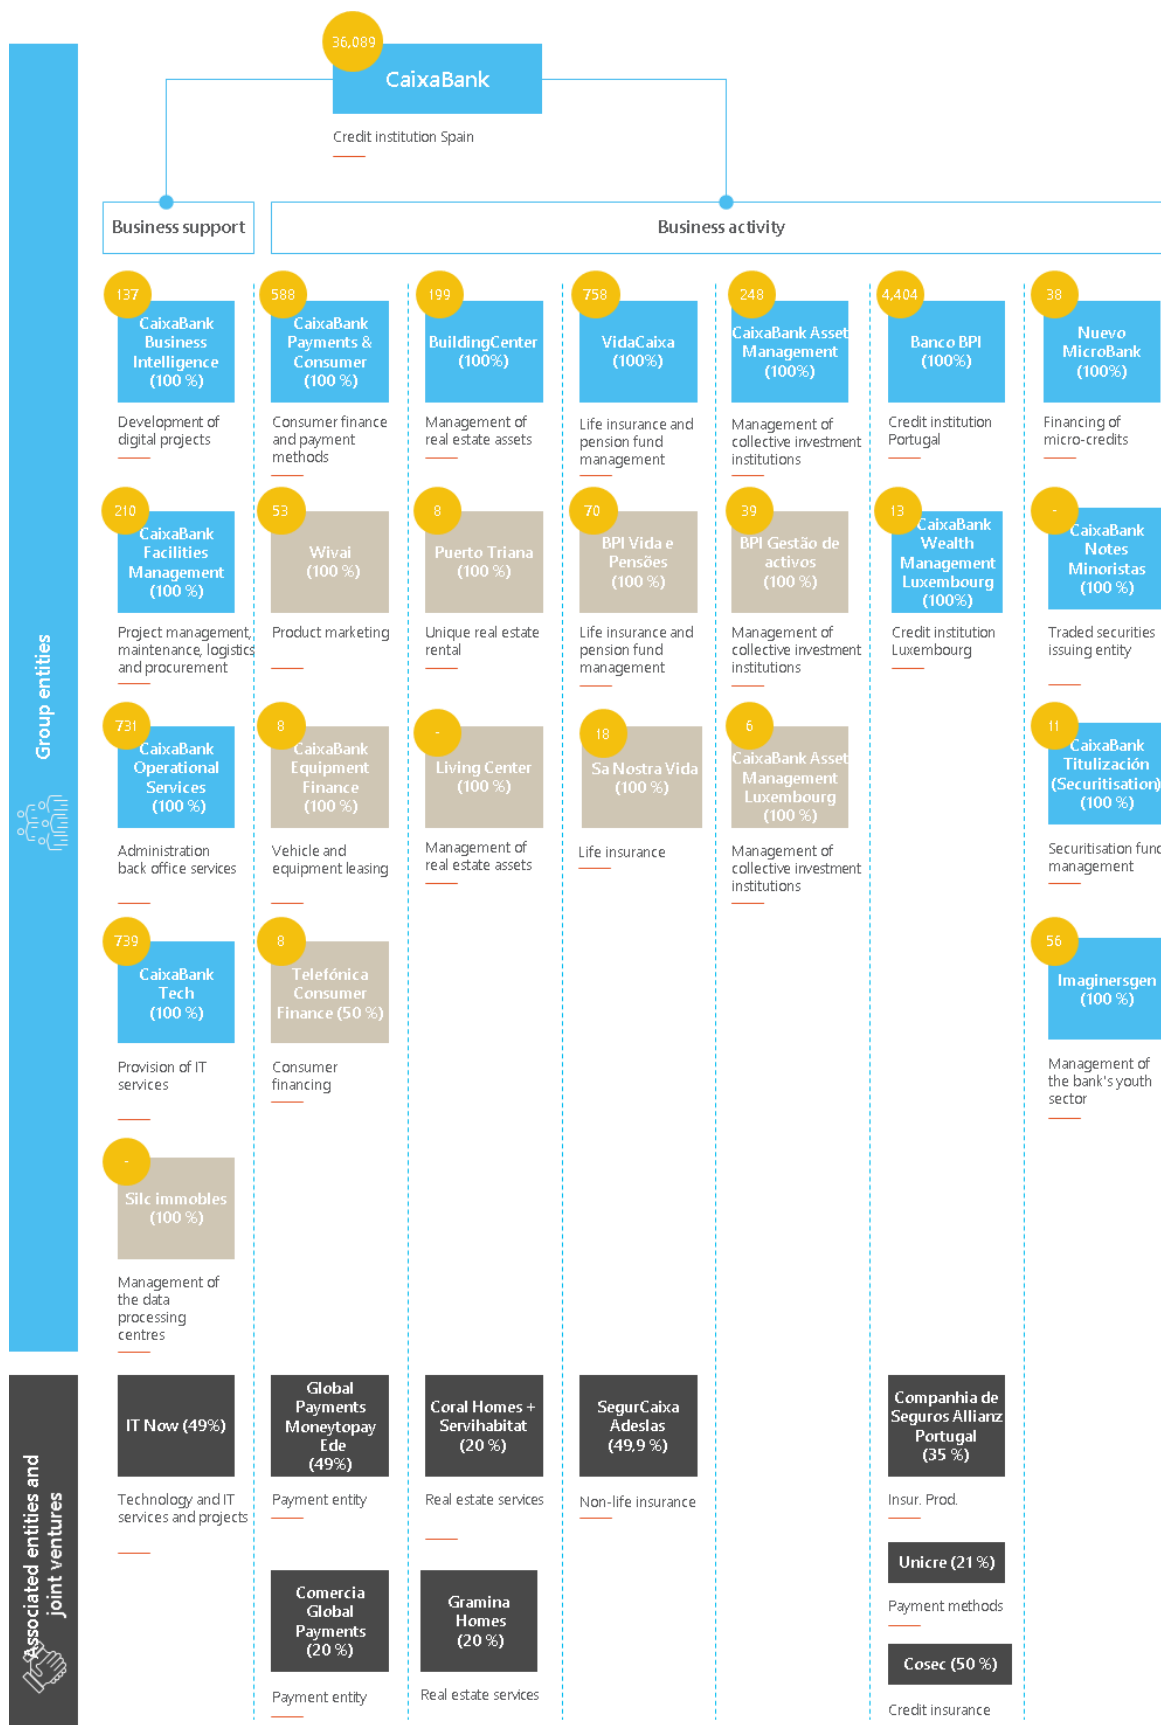 36,089
CaixaBank
Credit institution Spain
Business support
Business activity
Group entities
137
CaixaBank
Business
Intelligence
(100 %)
Development of
digital projects
588
CaixaBank
Payments &
Consumer
(100 %)
Consumer finance
and payment
methods
199
BuildingCenter
(100%)
Management of
real estate assets
758
VidaCaixa
(100%)
Life insurance and
pension fund
management
248
CaixaBank Asset
Management
(100%)
Management of
collective investment
institutions
4,404
Banco BPI
(100%)
Credit institution
Portugal
38
Nuevo
MicroBank
(100%)
Financing of
micro-credits
210
CaixaBank
Facilities
Management
(100 %)
Project management,
maintenance, logistics
and procurement
53
Wivai
(100 %)
Product marketing
8
Puerto Triana
(100 %)
Unique real estate
rental
70
BPI Vida e
Pensões
(100 %)
Life insurance and
pension fund
management
39
BPI Gestão de
activos
(100 %)
Management of
collective investment
institutions
13
CaixaBank
Wealth
Management
Luxembourg
(100%)
Credit institution
Luxembourg
-
CaixaBank
Notes
Minoristas
(100 %)
Traded securities
issuing entity
731
CaixaBank
Operational
Services
(100 %)
Administration
back office services
8
CaixaBank
Equipment
Finance
(100 %)
Vehicle and
equipment leasing
-
Living Center
(100 %)
Management of
real estate assets
18
Sa Nostra Vida
(100 %)
Life insurance
6
CaixaBank Asset
Management
Luxembourg
(100 %)
Management of
collective investment
institutions
11
CaixaBank
Titulización
(Securitisation)
(100 %)
Securitisation fund
management
739
CaixaBank
Tech
(100 %)
Provision of IT
services
8
Telefónica
Consumer
Finance (50 %)
Consumer
financing
56
Imaginersgen
(100 %)
Management of
the bank's youth
sector
-
Silc immobles
(100 %)
Management of
the data
processing
centres
Associated entities and
joint ventures
IT Now (49%)
Technology and IT
services and projects
Global
Payments
Moneytopay
Ede
(49%)
Payment entity
Coral Homes +
Servihabitat
(20 %)
Real estate services
SegurCaixa
Adeslas
(49,9 %)
Non-life insurance
Companhia de
Seguros Allianz
Portugal
(35 %)
Insur. Prod.
Unicre (21 %)
Payment methods
Comercia
Global
Payments
(20 %)
Payment entity
Gramina
Homes
(20 %)
Real estate services
Cosec (50 %)
Credit insurance